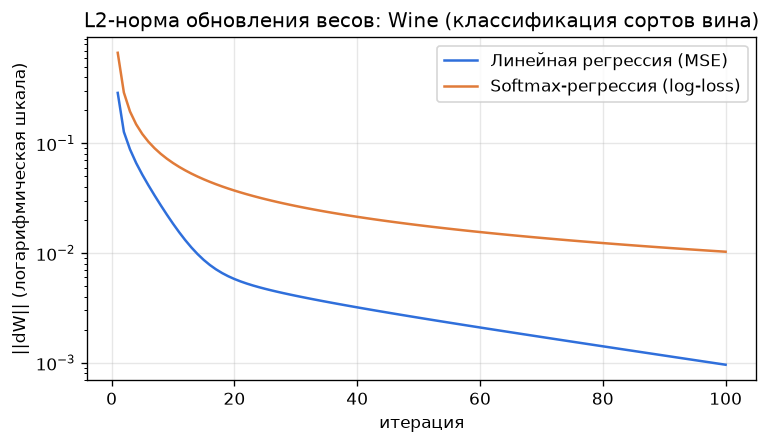 L2-норма обновления весов: Wine (классификация сортов вина)
Линейная регрессия (MSE)
Softmax-регрессия (log-loss)
||dW|| (логарифмическая шкала)
10⁻¹
10⁻²
10⁻³
0 20 40 60 80 100
итерация